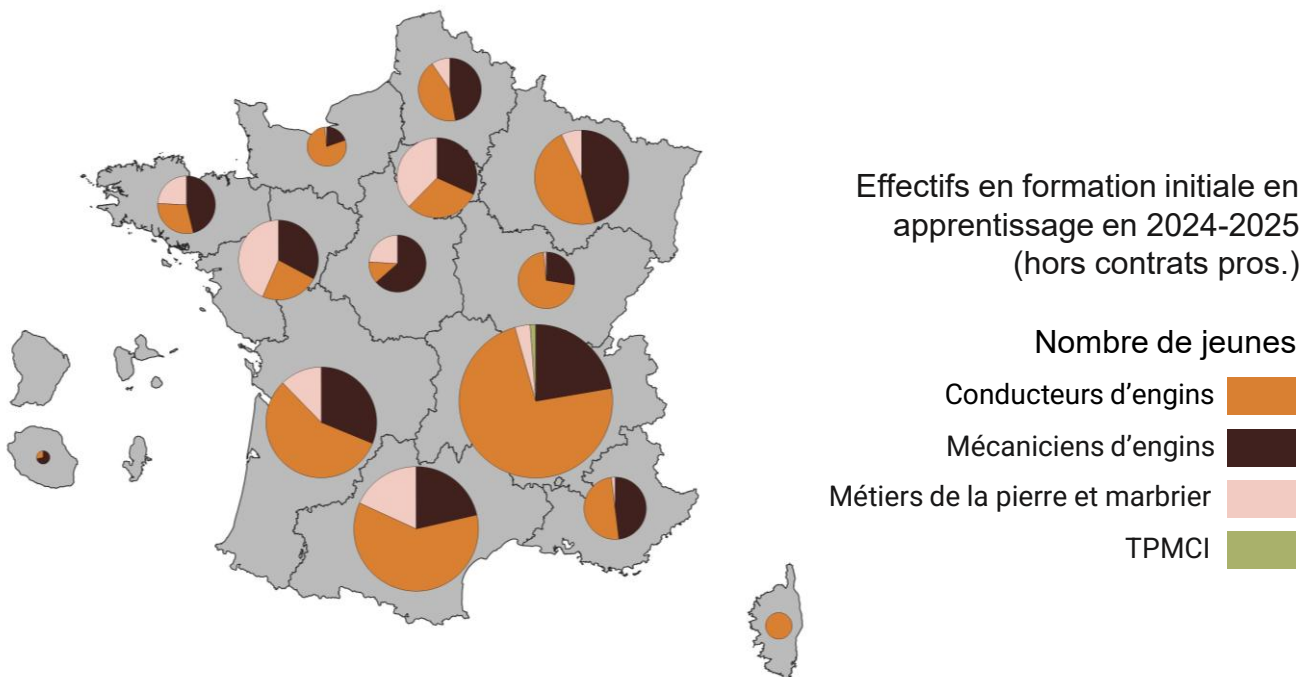 Effectifs en formation initiale en
apprentissage en 2024-2025
(hors contrats pros.)
Nombre de jeunes
Conducteurs d’engins
Mécaniciens d’engins
Métiers de la pierre et marbrier
TPMCI